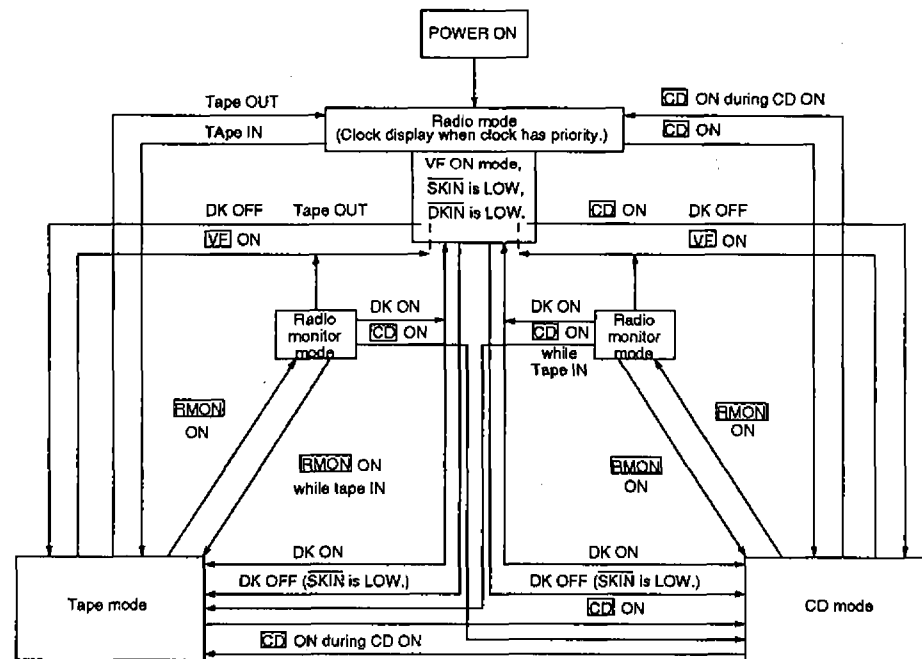 POWER ON
Tape OUT
CD ON during CD ON
Radio mode
(Clock display when clock has priority.)
TApe IN
CD ON
VF ON mode,
SKIN is LOW,
DKIN is LOW.
DK OFF
Tape OUT
CD ON
DK OFF
VF ON
VF ON
Radio
monitor
mode
DK ON
CD ON
DK ON
CD ON
while
Tape IN
Radio
monitor
mode
RMON
ON
RMON
ON
RMON ON
while tape IN
RMON
ON
DK ON
DK ON
DK OFF (SKIN is LOW.)
DK OFF (SKIN is LOW.)
Tape mode
CD ON
CD mode
CD ON during CD ON